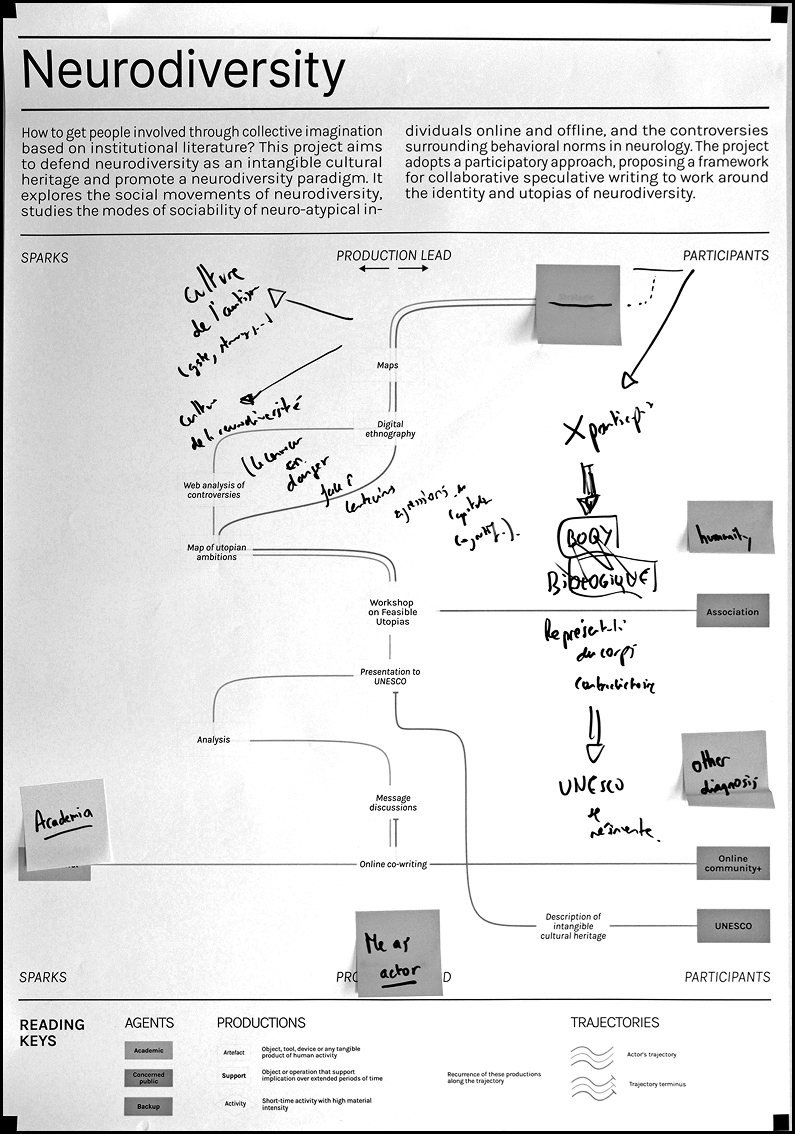 Neurodiversity
How to get people involved through collective imagination
based on institutional literature? This project aims
to defend neurodiversity as an intangible cultural
heritage and promote a neurodiversity paradigm. It
explores the social movements of neurodiversity,
studies the modes of sociability of neuro-atypical in-
dividuals online and offline, and the controversies
surrounding behavioral norms in neurology. The project
adopts a participatory approach, proposing a framework
for collaborative speculative writing to work around
the identity and utopias of neurodiversity.
SPARKS
PRODUCTION LEAD
PARTICIPANTS
Culture
de l'autisme
Maps
culture
de la neurodiversité
Digital
ethnography
X particip
Web analysis of
controversies
en
danger
Map of utopian
ambitions
BODY
BiOLOGiQUE
humanity
Workshop
on Feasible
Utopias
Association
du corps
Presentation to
UNESCO
Analysis
UNESCO
se
réinvente.
other
diagnosis
Message
discussions
Academia
Online co-writing
Online
community+
Description of
intangible
cultural heritage
UNESCO
Me as
actor
SPARKS
PRO
D
PARTICIPANTS
READING
KEYS
AGENTS
Academic
Concerned
public
Backup
PRODUCTIONS
Artefact
Object, tool, device or any tangible
product of human activity
Support
Object or operation that support
implication over extended periods of time
Activity
Short-time activity with high material
intensity
Recurrence of these productions
along the trajectory
TRAJECTORIES
Actor's trajectory
Trajectory terminus